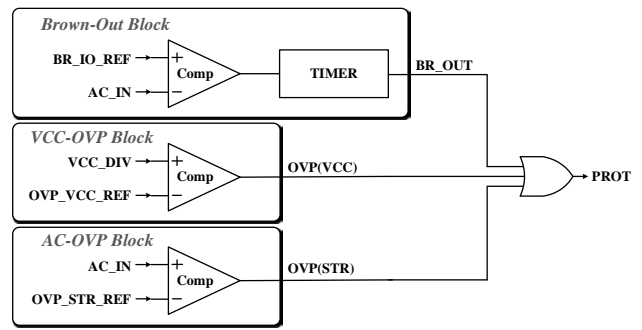 Brown-Out Block
BR_IO_REF
+
Comp
AC_IN
−
TIMER
BR_OUT
VCC-OVP Block
VCC_DIV
+
Comp
OVP_VCC_REF
−
OVP(VCC)
PROT
AC-OVP Block
AC_IN
+
Comp
OVP_STR_REF
−
OVP(STR)